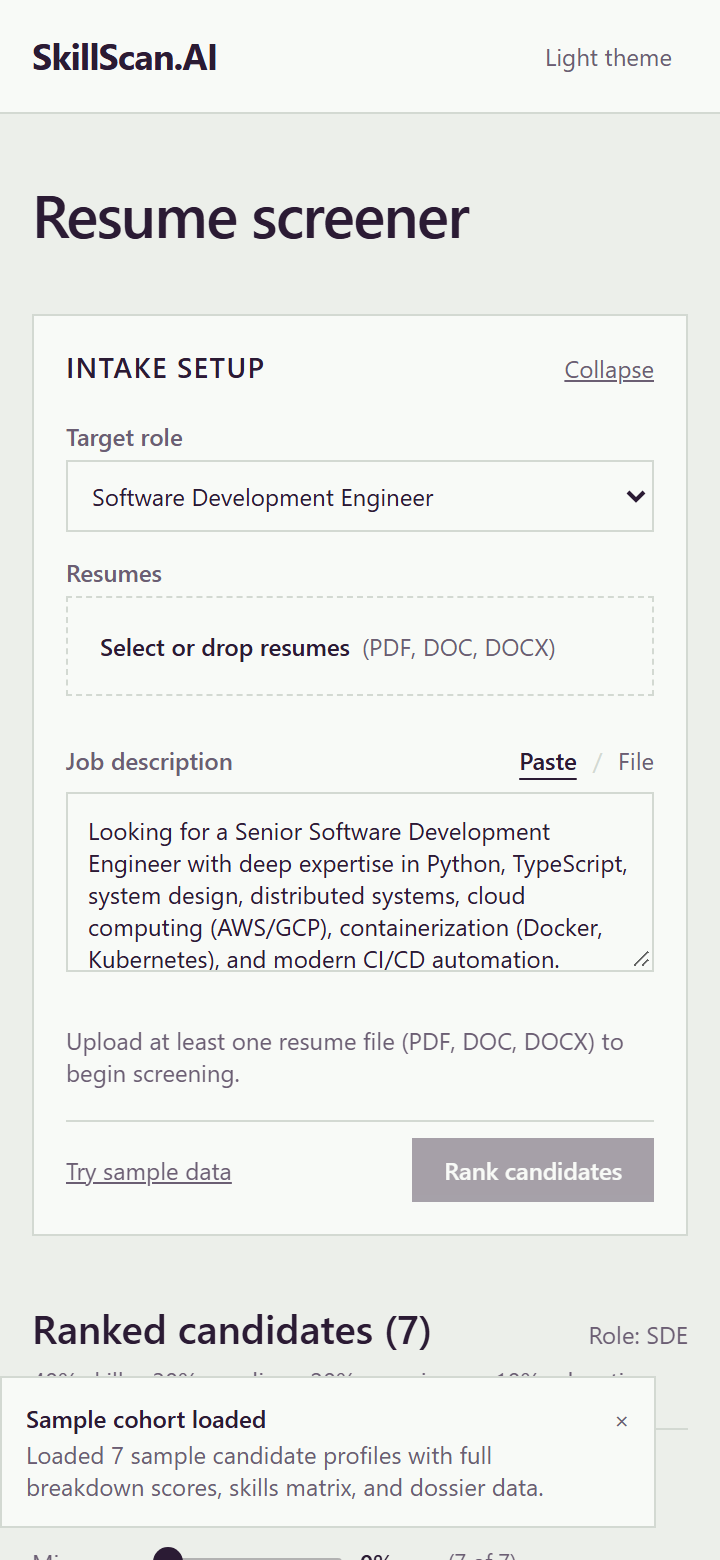 SkillScan.AI
Light theme
Resume screener
INTAKE SETUP
Collapse
Target role
Software Development Engineer
Resumes
Select or drop resumes (PDF, DOC, DOCX)
Job description
Paste / File
Looking for a Senior Software Development
Engineer with deep expertise in Python, TypeScript,
system design, distributed systems, cloud
computing (AWS/GCP), containerization (Docker,
Kubernetes), and modern CI/CD automation.
Upload at least one resume file (PDF, DOC, DOCX) to
begin screening.
Try sample data
Rank candidates
Ranked candidates (7)
Role: SDE
Sample cohort loaded
×
Loaded 7 sample candidate profiles with full
breakdown scores, skills matrix, and dossier data.
0% (7 of 7)